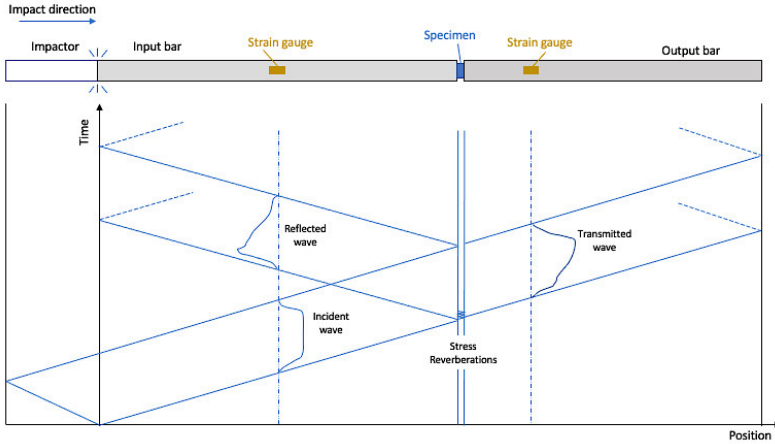 Impact direction
Impactor
Input bar
Strain gauge
Specimen
Strain gauge
Output bar
Time
Reflected
wave
Transmitted
wave
Incident
wave
Stress
Reverberations
Position